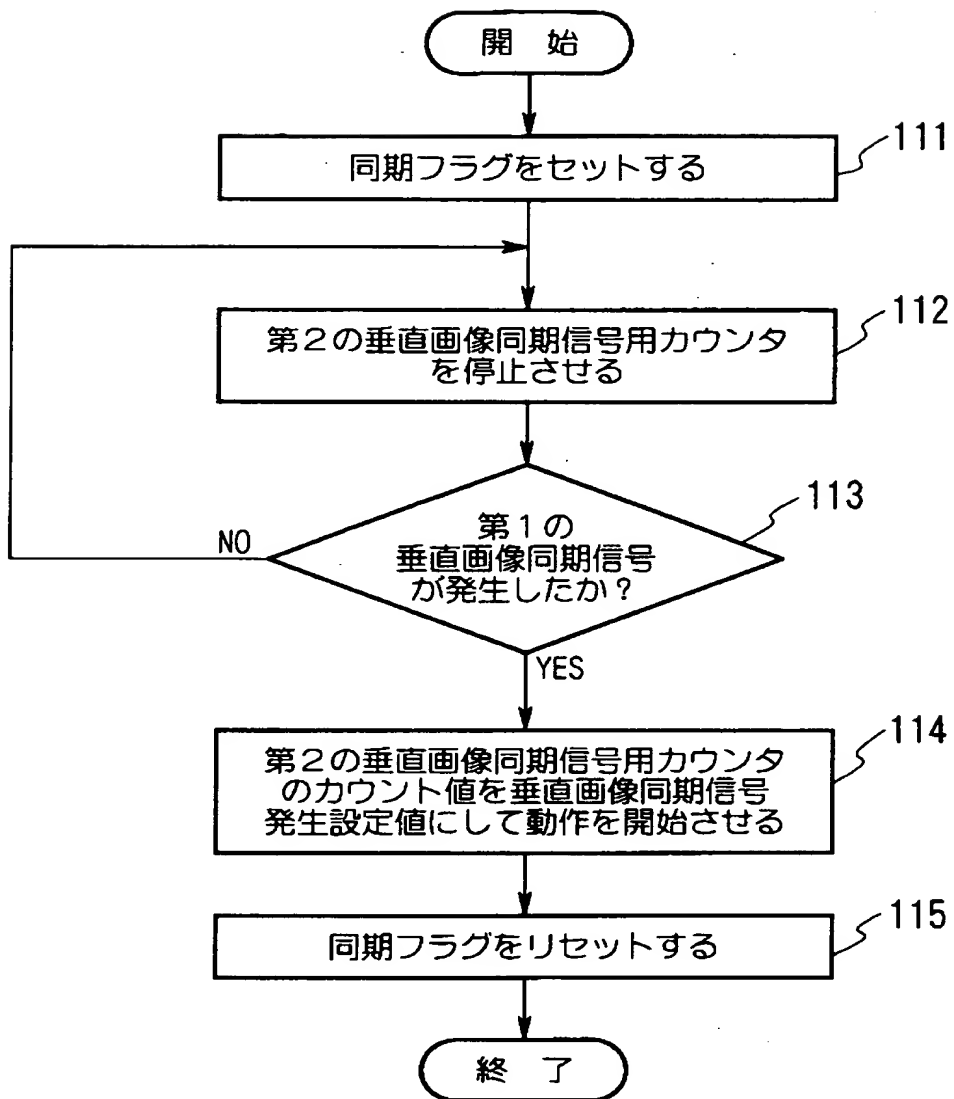 開 始
同期フラグをセットする
111
第2の垂直画像同期信号用カウンタ
を停止させる
112
第1の
垂直画像同期信号
が発生したか?
113
NO
YES
第2の垂直画像同期信号用カウンタ
のカウント値を垂直画像同期信号
発生設定値にして動作を開始させる
114
同期フラグをリセットする
115
終 了